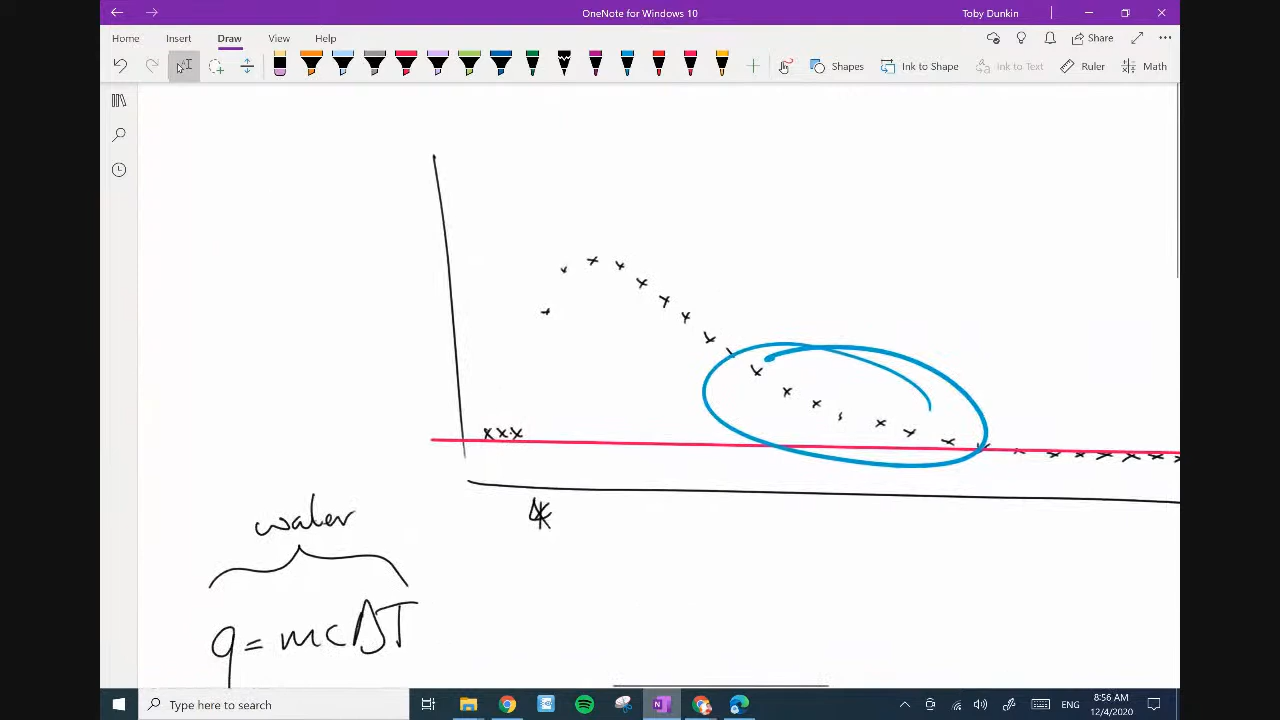 OneNote for Windows 10
Toby Dunkin
Home Insert Draw View Help
Share
Shapes Ink to Shape Ink to Text Ruler Math
water
q = mcΔT
Type here to search
ENG
8:56 AM
12/4/2020